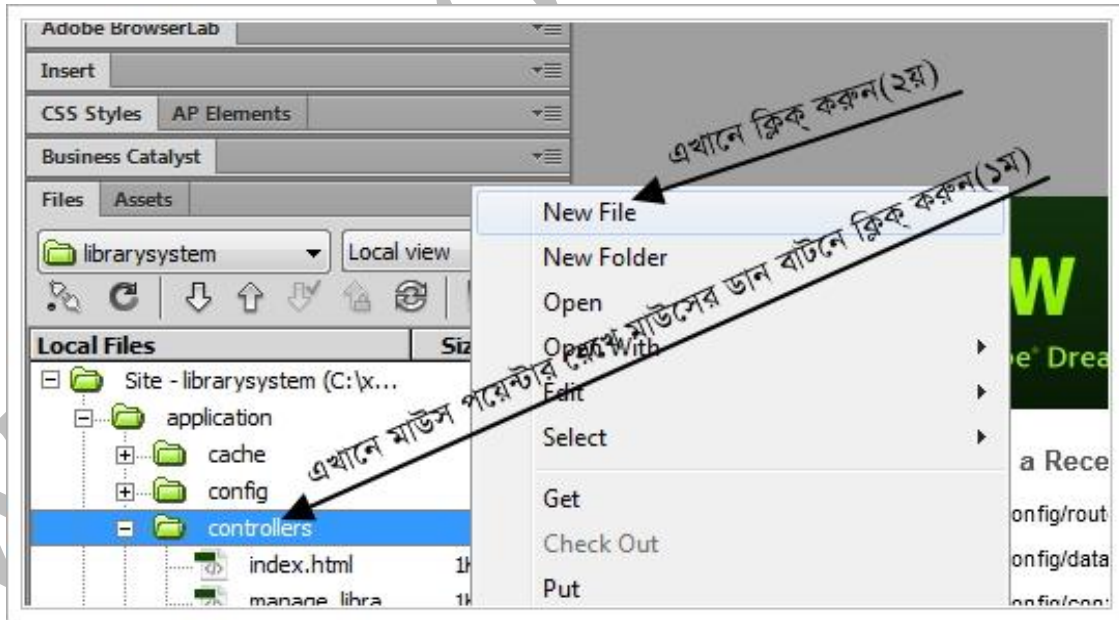 Adobe BrowserLab
Insert
CSS Styles AP Elements
Business Catalyst
Files Assets
librarysystem Local view
Local Files Siz
Site - librarysystem (C:\x...
application
cache
config
controllers
index.html 1K
manage_libra 1K
এখানে ক্লিক্ করুন(২য়)
এখানে মাউস পয়েন্টার রেখে মাউসের ডান বাটনে ক্লিক্ করুন(১ম)
New File
New Folder
Open
Open With
Edit
Select
Get
Check Out
Put
W
e® Drea
a Rece
onfig/rout
onfig/data